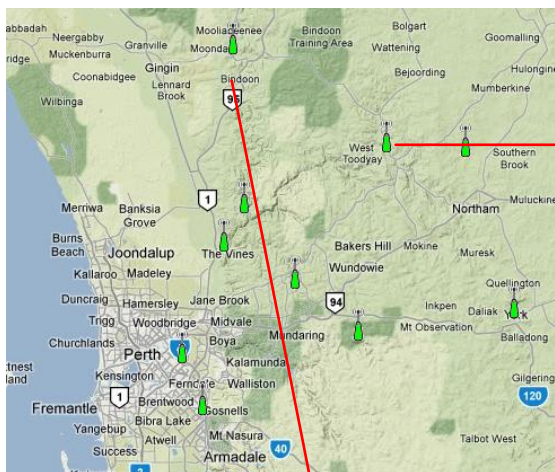 Mooliabeenee
Bindoon
Training Area
Bolgart
Neergabby
Granville
Wattening
Goomalling
Muckenburra
Gingin
Bejoording
Coonabidgee
Lennard
Brook
Bindoon
95
Mumberkine
Wilbinga
West
Toodyay
Southern
Brook
Merriwa
Banksia
Grove
1
Northam
Burns
Beach
Joondalup
The Vines
Bakers Hill
Mokine
Muresk
Kallaroo
Madeley
Wundowie
Quellington
Duncraig
Hamersley
Jane Brook
94
Inkpen
Daliak
York
Trigg
Woodbridge
Midvale
Mt Observation
Balladong
Churchlands
Boya
Mundaring
Perth
Kalamunda
Kensington
Ferndale
Walliston
Gilgering
1
Brentwood
120
Fremantle
Bibra Lake
Gosnells
Yangebup
Atwell
Mt Nasura
40
Talbot West
Success
Armadale
2